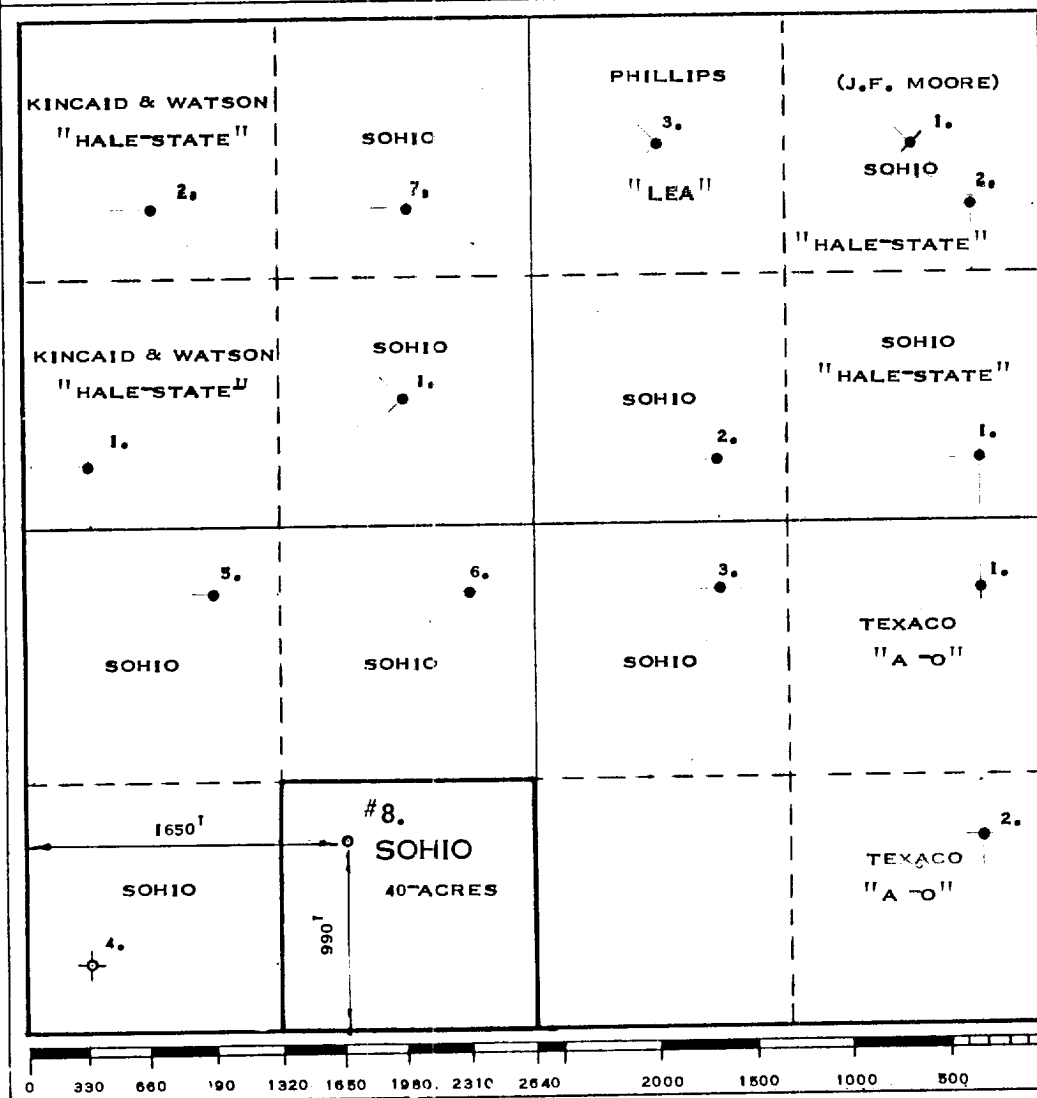 KINCAID & WATSON
"HALE-STATE"
2.
SOHIO
7.
PHILLIPS
3.
"LEA"
(J.F. MOORE)
1.
SOHIO
2.
"HALE-STATE"
KINCAID & WATSON
"HALE-STATE"
1.
SOHIO
1.
SOHIO
2.
SOHIO
"HALE-STATE"
1.
5.
SOHIO
6.
SOHIO
3.
SOHIO
1.
TEXACO
"A-O"
1650'
SOHIO
4.
#8.
SOHIO
40-ACRES
990'
2.
TEXACO
"A-O"
0 330 660 190 1320 1650 1980. 2310 2640 2000 1500 1000 500